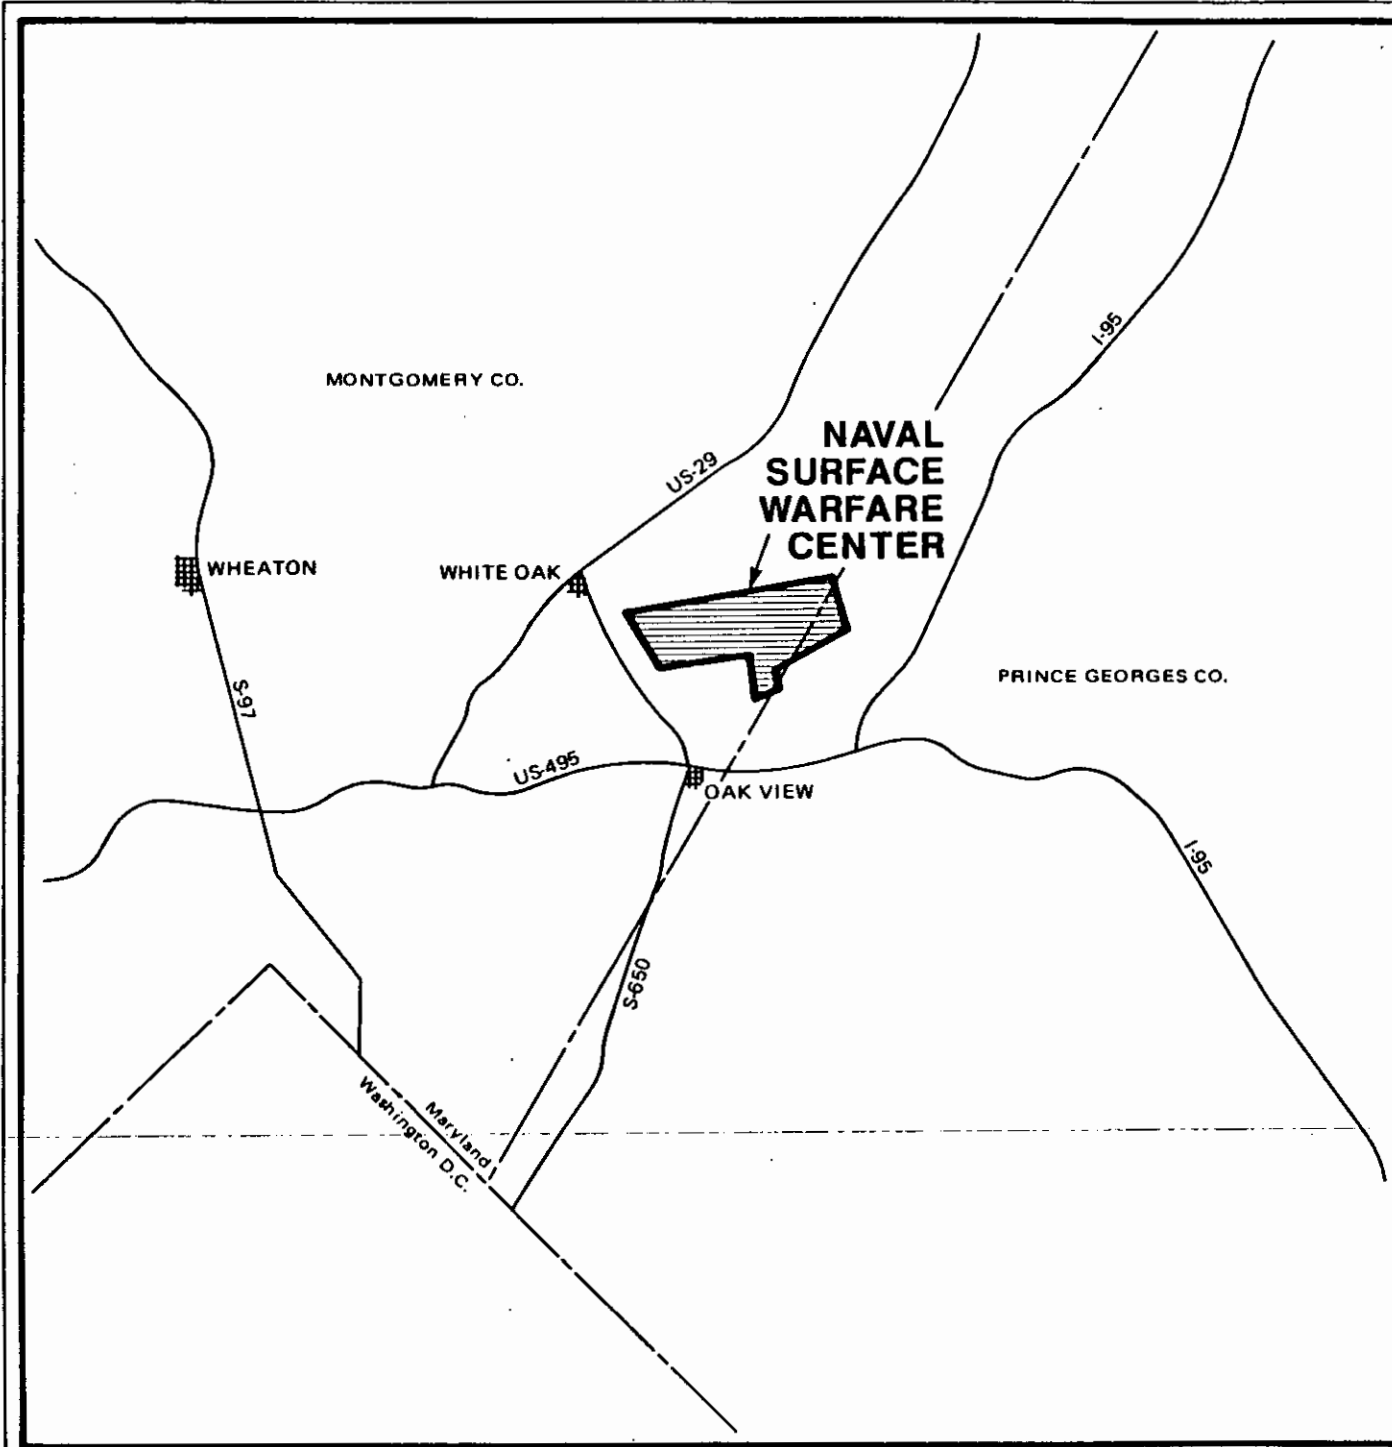 I-95
MONTGOMERY CO.
NAVAL
SURFACE
WARFARE
CENTER
US-29
WHEATON
WHITE OAK
PRINCE GEORGES CO.
S-97
US-495
OAK VIEW
I-95
S-650
Maryland
Washington D.C.